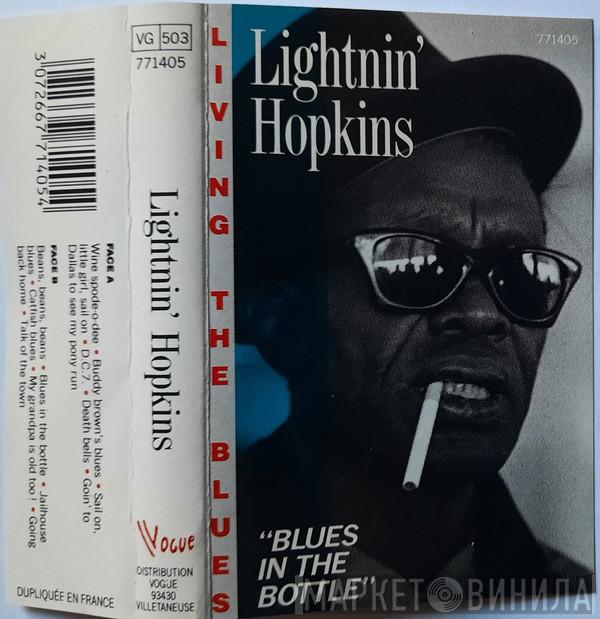 VG 503
771405
3 072667 714054
FACE A
Wine spode-o-dee • Buddy brown's blues • Sail on,
little girl, sail on • D.C.7. • Death bells • Goin' to
Dallas to see my pony run
FACE B
Beans, beans, beans • Blues in the bottle • Jailhouse
blues • Catfish blues • My grandpa is old too! • Going
back home • Talk of the town
DUPLIQUÉE EN FRANCE
Lightnin' Hopkins
VOGUE
DISTRIBUTION
VOGUE
93430
VILLETANEUSE
LIVING THE BLUES
Lightnin'
Hopkins
771405
"BLUES
IN THE
BOTTLE"
МАРКЕТ ВИНИЛА